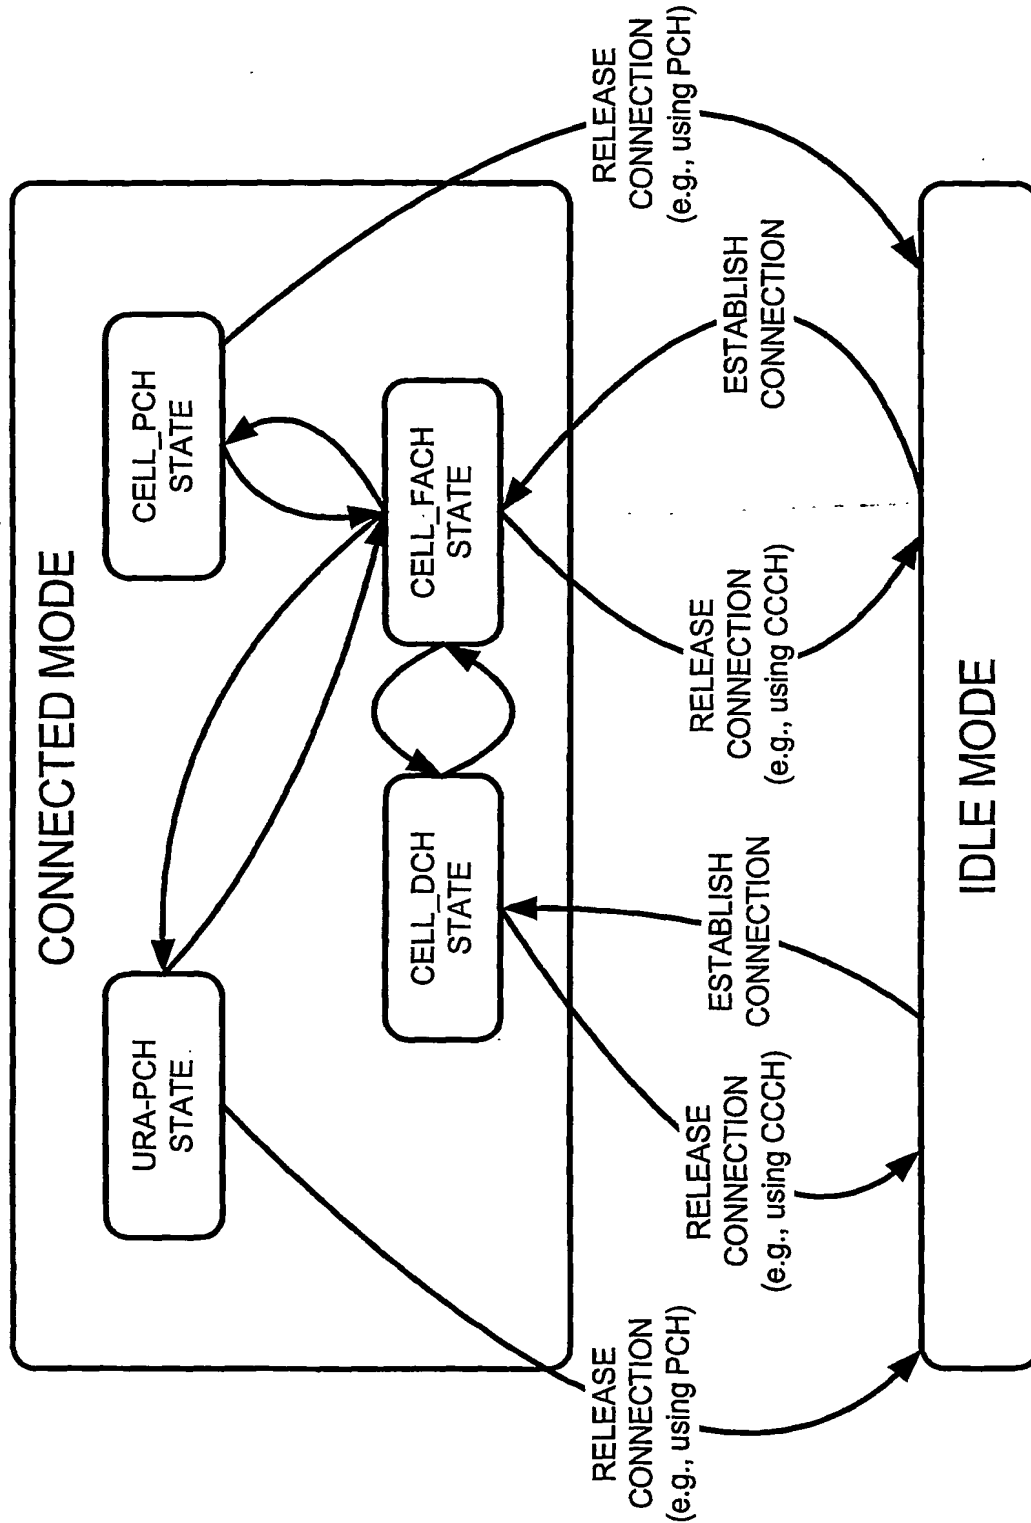 CONNECTED MODE
URA-PCH
STATE
CELL_PCH
STATE
CELL_DCH
STATE
CELL_FACH
STATE
RELEASE
CONNECTION
(e.g., using PCH)
RELEASE
CONNECTION
(e.g., using CCCH)
ESTABLISH
CONNECTION
RELEASE
CONNECTION
(e.g., using CCCH)
ESTABLISH
CONNECTION
RELEASE
CONNECTION
(e.g., using PCH)
IDLE MODE